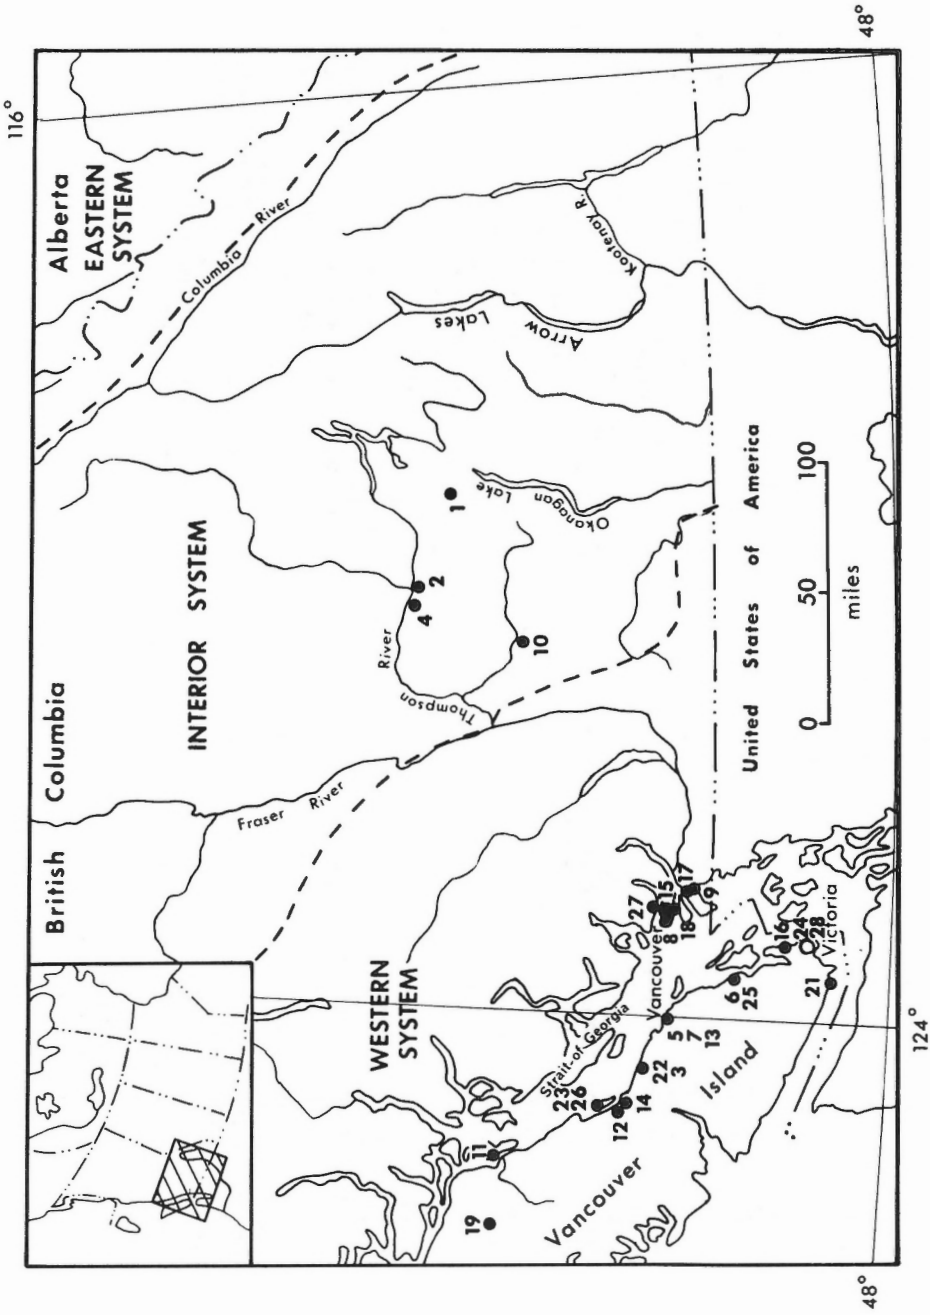 116°
48°
Alberta
EASTERN
SYSTEM
Columbia River
Kootenay R.
Arrow Lakes
British Columbia
INTERIOR SYSTEM
1
2
4
River
Thompson
10
Okanagan Lake
Fraser River
United States of America
0 50 100
miles
WESTERN
SYSTEM
Strait of Georgia
Vancouver
27
15
17
8
18
9
16
24
28
Victoria
21
6
25
5
7
13
22
3
23
26
14
12
11
19
Vancouver Island
124°
48°